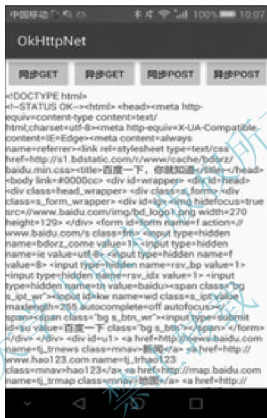 中国移动 100% 10:07
OkHttpNet
同步GET 异步GET 同步POST 异步POST
<!DOCTYPE html>
<!--STATUS OK--><html> <head><meta http-
equiv=content-type content=text/
html;charset=utf-8><meta http-equiv=X-UA-Compatible
content=IE=Edge><meta content=always
name=referrer><link rel=stylesheet type=text/css
href=http://s1.bdstatic.com/r/www/cache/bdorz/
baidu.min.css><title>百度一下，你就知道</title></head>
<body link=#0000cc> <div id=wrapper> <div id=head>
<div class=head_wrapper> <div class=s_form> <div
class=s_form_wrapper> <div id=lg> <img hidefocus=true
src=//www.baidu.com/img/bd_logo1.png width=270
height=129> </div> <form id=form name=f action=//
www.baidu.com/s class=fm> <input type=hidden
name=bdorz_come value=1> <input type=hidden
name=ie value=utf-8> <input type=hidden name=f
value=8> <input type=hidden name=rsv_bp value=1>
<input type=hidden name=rsv_idx value=1> <input
type=hidden name=tn value=baidu><span class="bg
s_ipt_wr"><input id=kw name=wd class=s_ipt value
maxlength=255 autocomplete=off autofocus></
span><span class="bg s_btn_wr"><input type=submit
id=su value=百度一下 class="bg s_btn"></span> </form>
</div> </div> <div id=u1> <a href=http://news.baidu.com
name=tj_trnews class=mnav>新闻</a> <a href=http://
www.hao123.com name=tj_trhao123
class=mnav>hao123</a> <a href=http://map.baidu.com
name=tj_trmap class=mnav>地图</a> <a href=http://